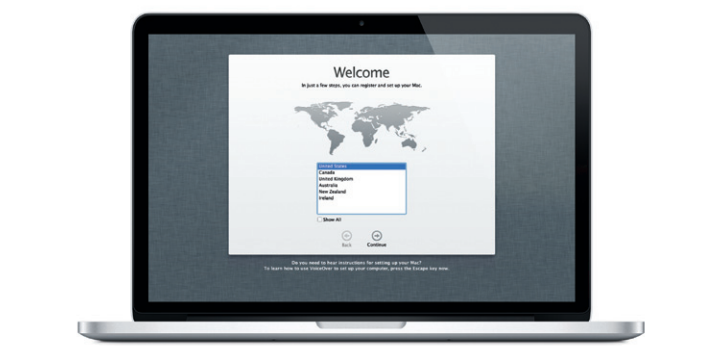 Welcome
In just a few steps, you can register and set up your Mac.
United States
Canada
United Kingdom
Australia
New Zealand
Ireland
Show All
Back
Continue
Do you need to hear instructions for setting up your Mac?
To learn how to use VoiceOver to set up your computer, press the Escape key now.